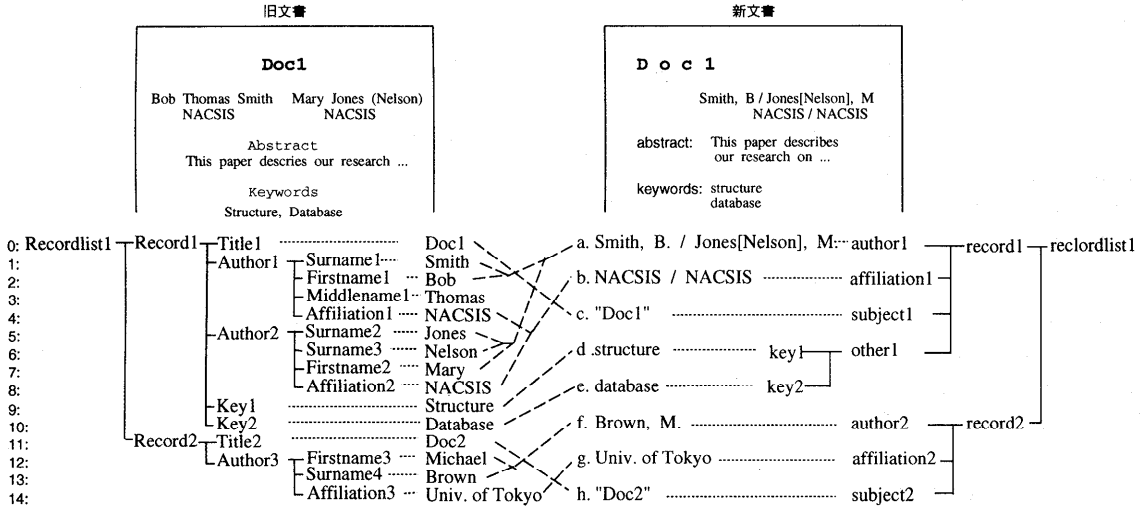 旧文書
新文書
Doc1
Bob Thomas Smith Mary Jones (Nelson)
NACSIS NACSIS
Abstract
This paper descries our research ...
Keywords
Structure, Database
Doc1
Smith, B / Jones[Nelson], M
NACSIS / NACSIS
abstract: This paper describes
our research on ...
keywords: structure
database
0: Recordlist1 Record1 Title1 Doc1
1: Author1 Surname1 Smith
2: Firstname1 Bob
3: Middlename1 Thomas
4: Affiliation1 NACSIS
5: Author2 Surname2 Jones
6: Surname3 Nelson
7: Firstname2 Mary
8: Affiliation2 NACSIS
9: Key1 Structure
10: Key2 Database
11: Record2 Title2 Doc2
12: Author3 Firstname3 Michael
13: Surname4 Brown
14: Affiliation3 Univ. of Tokyo
a. Smith, B. / Jones[Nelson], M. author1 record1 reclordlist1
b. NACSIS / NACSIS affiliation1
c. "Doc1" subject1
d .structure key1 other1
e. database key2
f. Brown, M. author2 record2
g. Univ. of Tokyo affiliation2
h. "Doc2" subject2